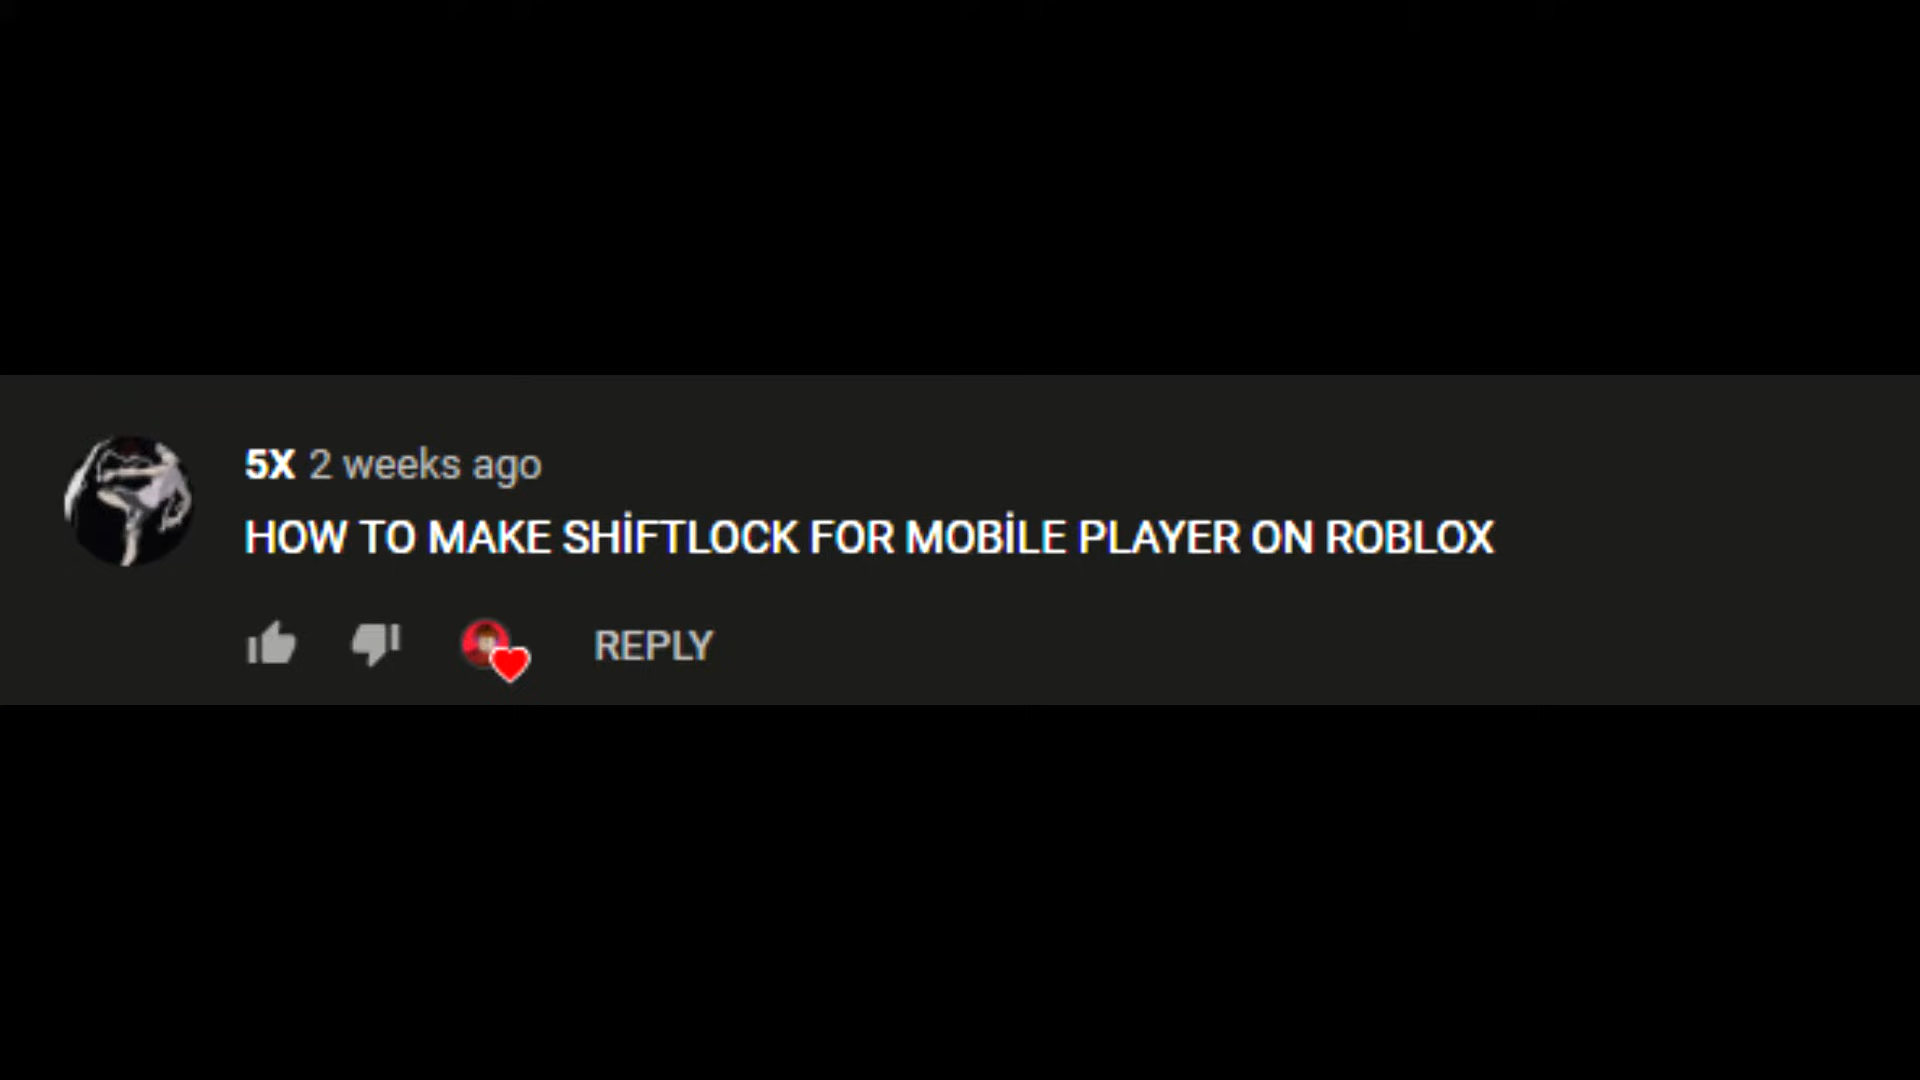 5X 2 weeks ago
HOW TO MAKE SHİFTLOCK FOR MOBİLE PLAYER ON ROBLOX
REPLY